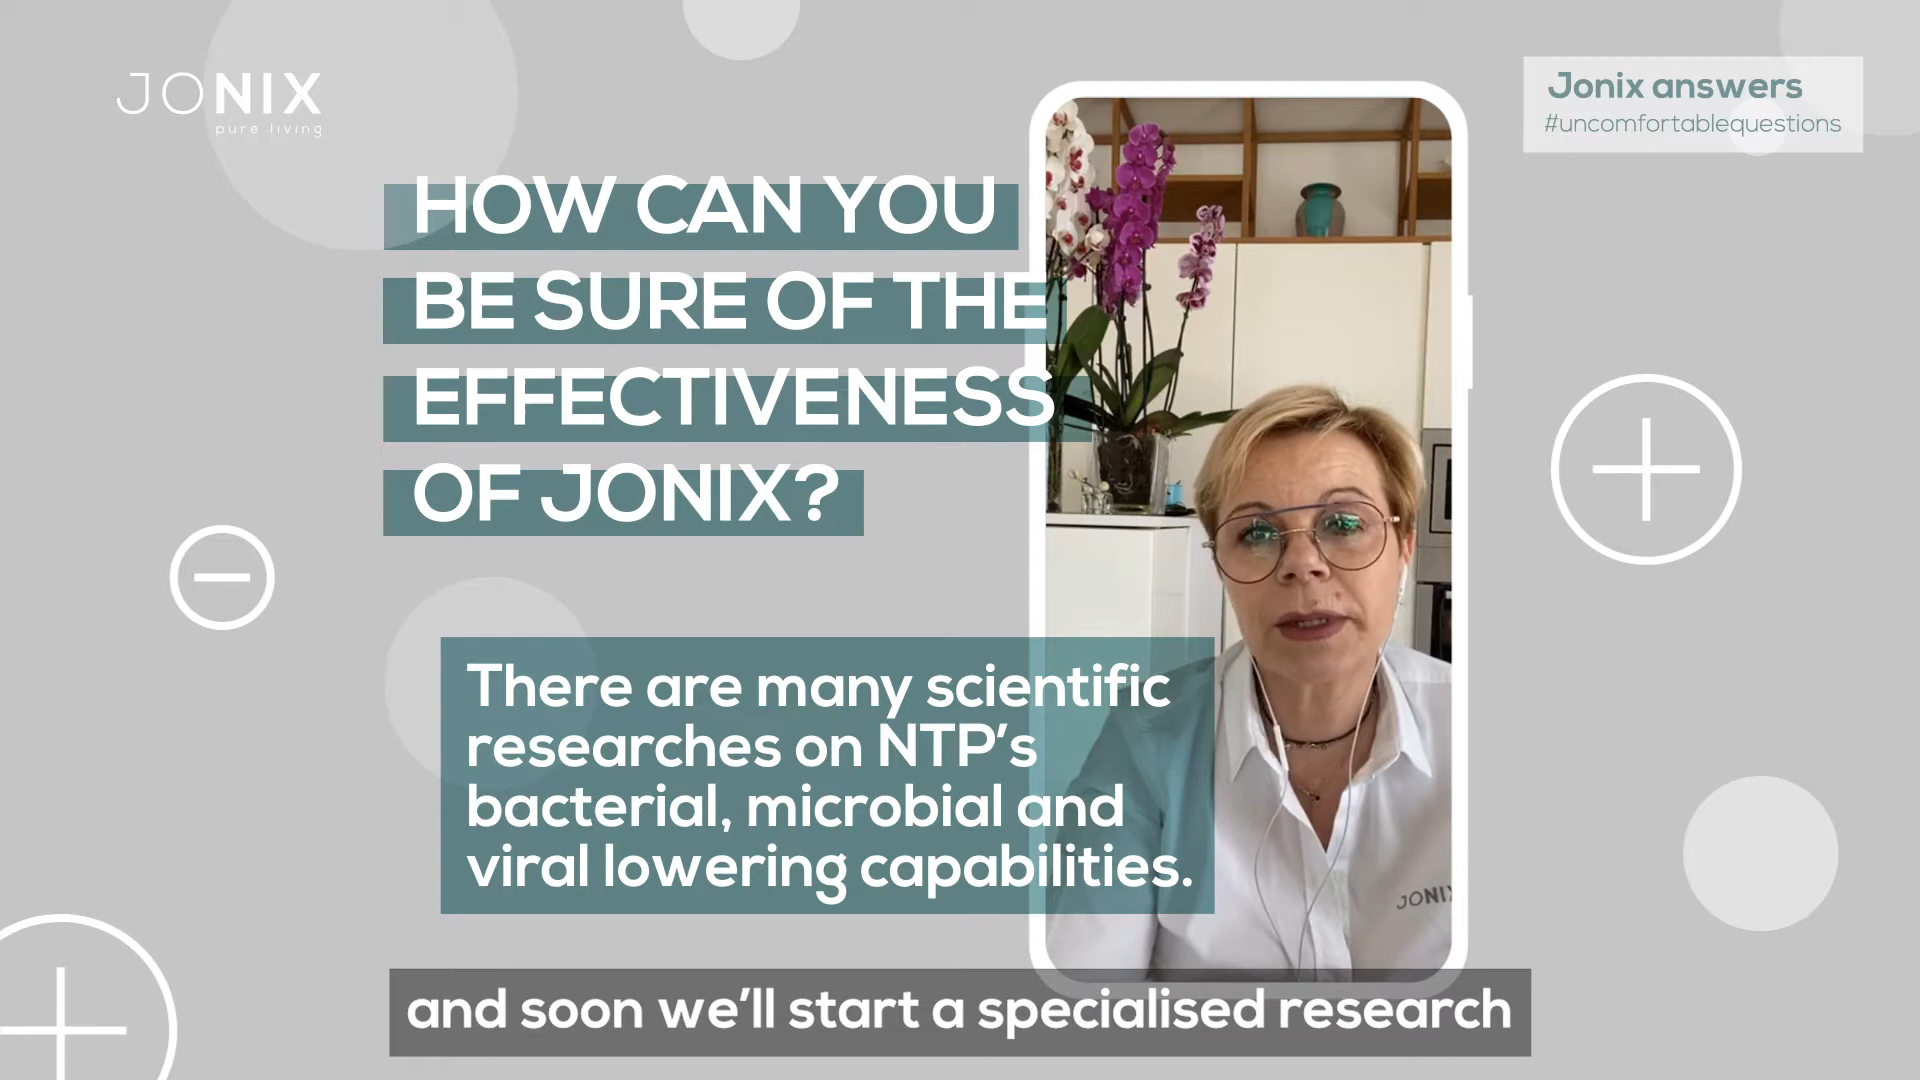 JONIX
pure living
Jonix answers
#uncomfortablequestions
HOW CAN YOU
BE SURE OF THE
EFFECTIVENESS
OF JONIX?
There are many scientific
researches on NTP’s
bacterial, microbial and
viral lowering capabilities.
JONIX
and soon we’ll start a specialised research